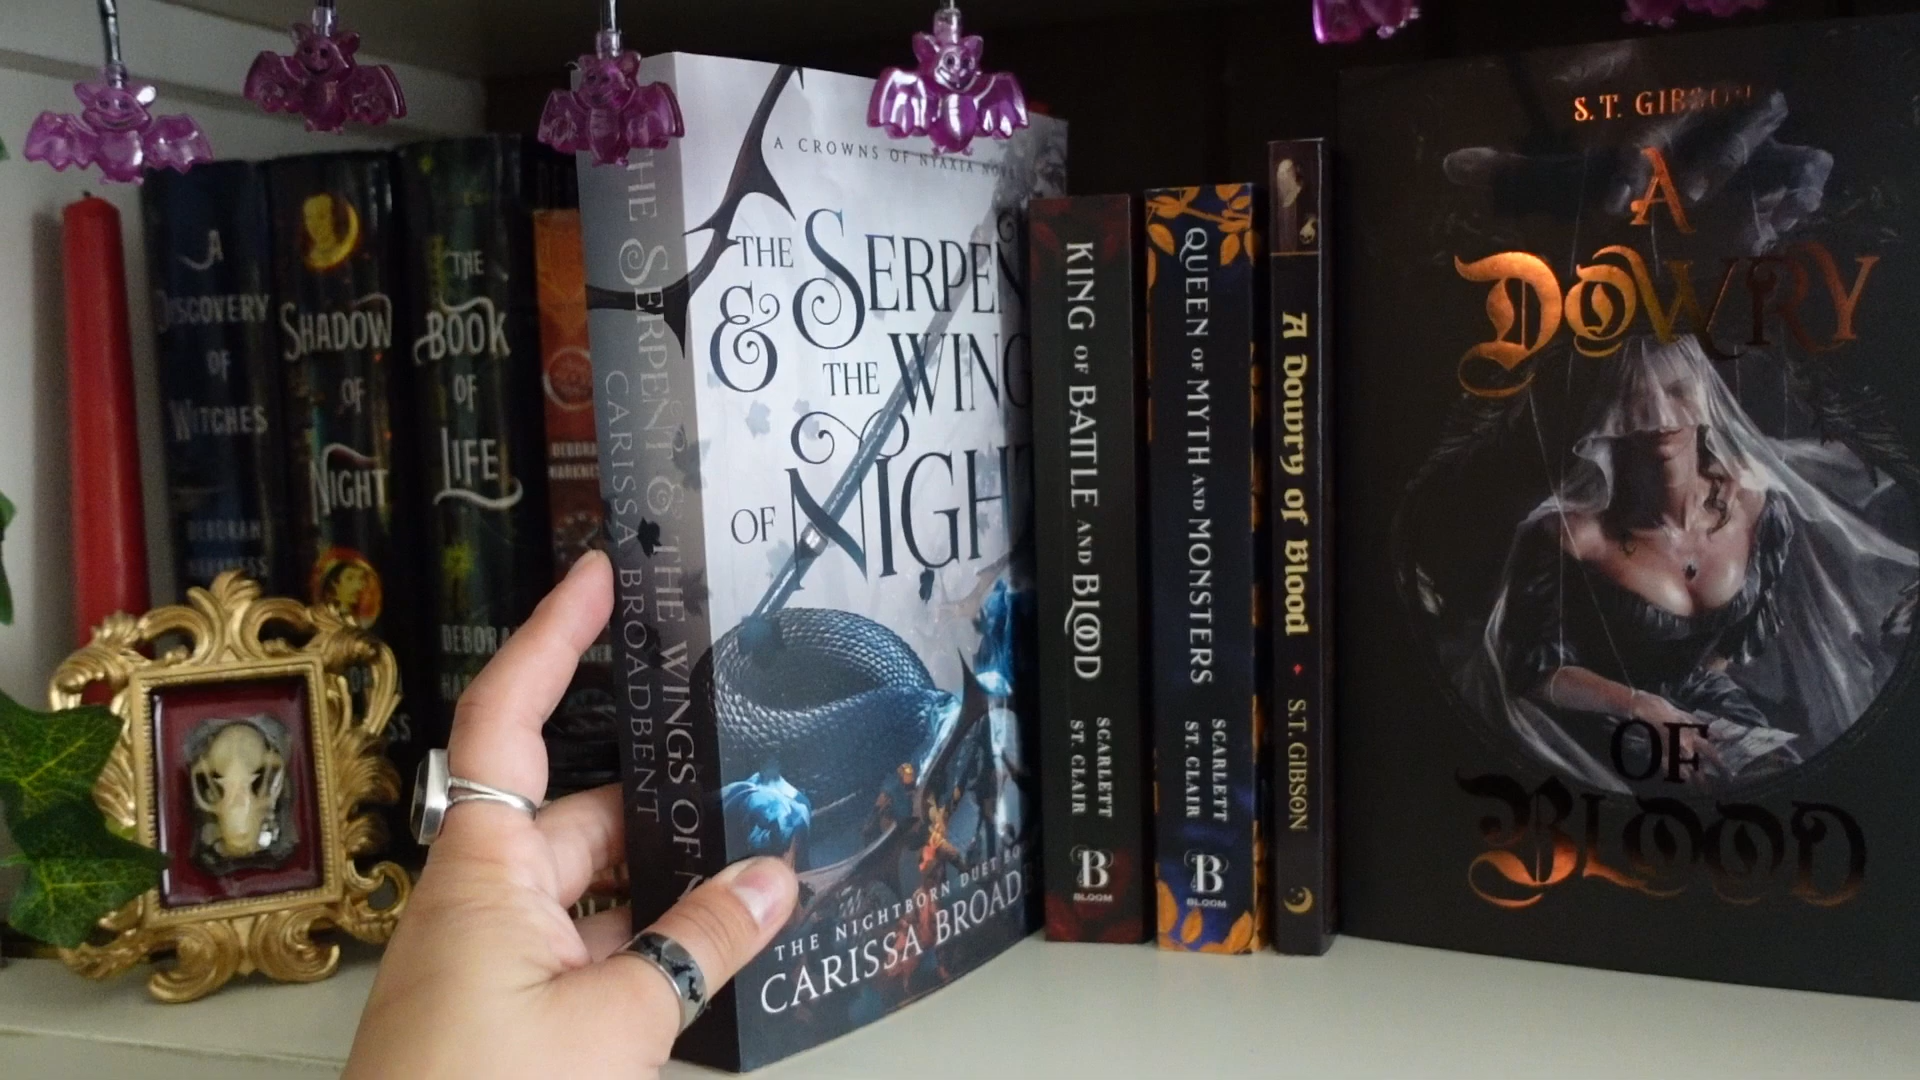 A
DISCOVERY
OF
WITCHES
DEBORAH
HARKNESS
SHADOW
OF
NIGHT
THE
BOOK
OF
LIFE
DEBORAH
THE SERPENT & THE WINGS OF
CARISSA BROADBENT
A CROWNS OF NYAXIA
THE SERPEN
& THE WING
OF NIGH
THE NIGHTBORN DUET
CARISSA BROAD
KING OF BATTLE AND BLOOD
SCARLETT
ST. CLAIR
B
BLOOM
QUEEN OF MYTH AND MONSTERS
SCARLETT
ST. CLAIR
B
BLOOM
A Dowry of Blood
S.T. GIBSON
S.T. GIBSON
A
DOWRY
OF
BLOOD